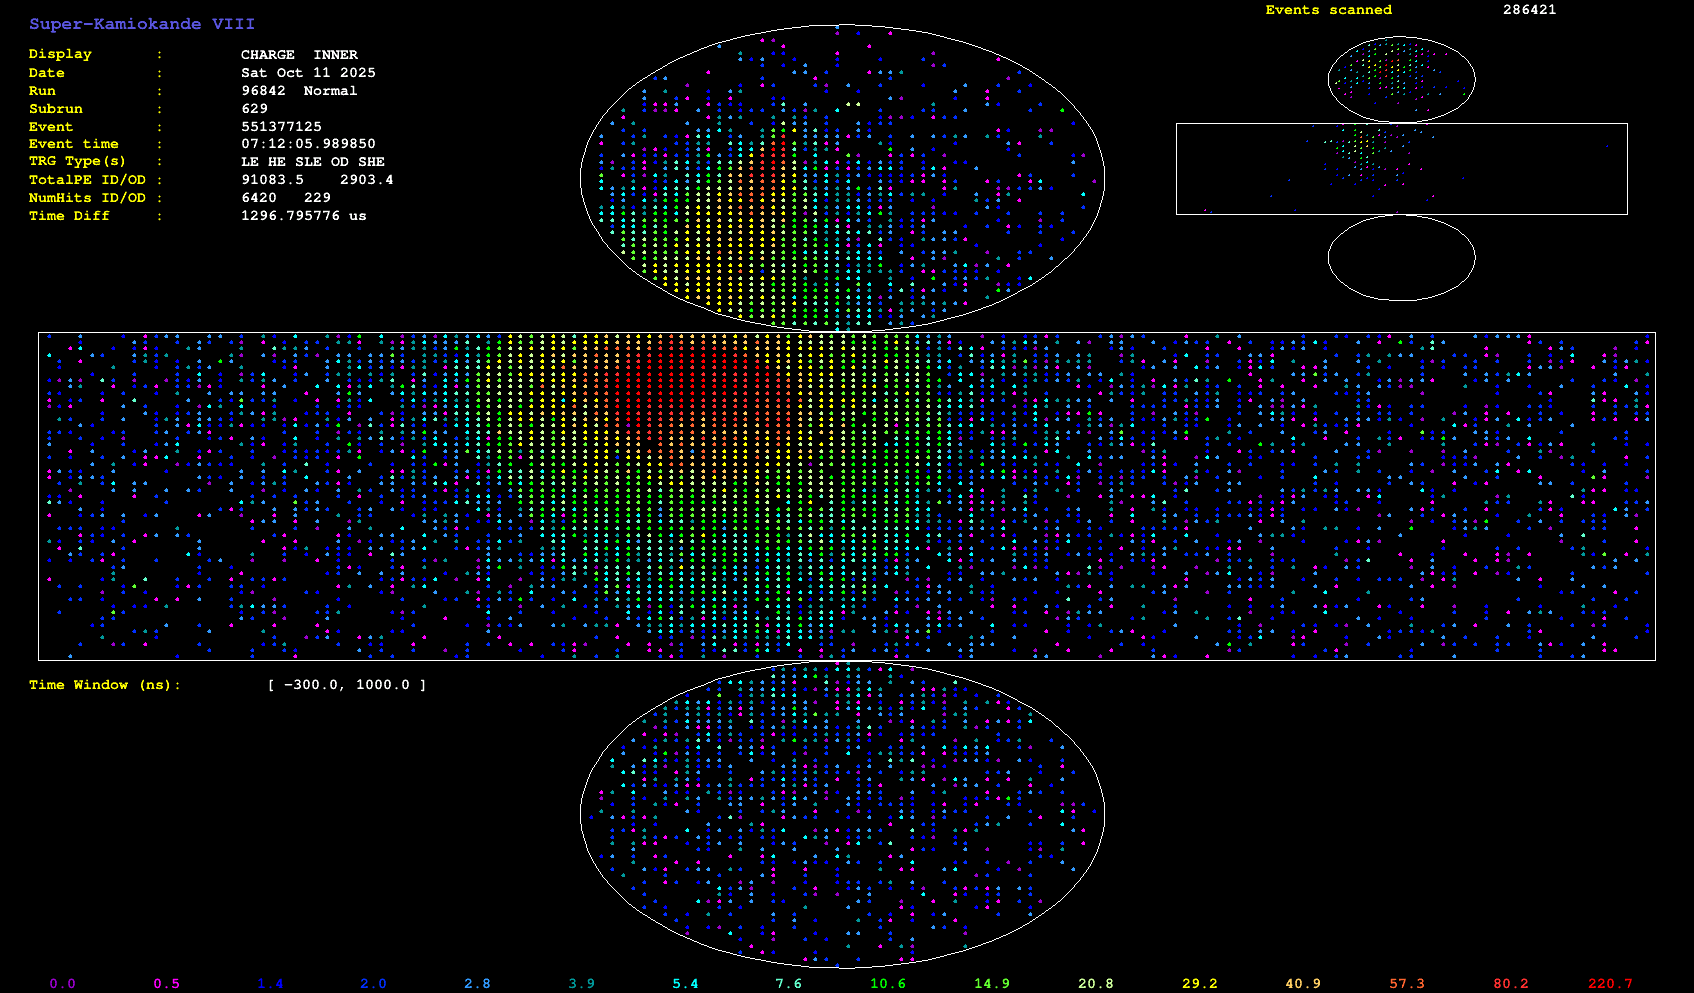 Super-Kamiokande VIII
Events scanned 286421
Display : CHARGE INNER
Date : Sat Oct 11 2025
Run : 96842 Normal
Subrun : 629
Event : 551377125
Event time : 07:12:05.989850
TRG Type(s) : LE HE SLE OD SHE
TotalPE ID/OD : 91083.5 2903.4
NumHits ID/OD : 6420 229
Time Diff : 1296.795776 us
Time Window (ns): [ -300.0, 1000.0 ]
0.0 0.5 1.4 2.0 2.8 3.9 5.4 7.6 10.6 14.9 20.8 29.2 40.9 57.3 80.2 220.7